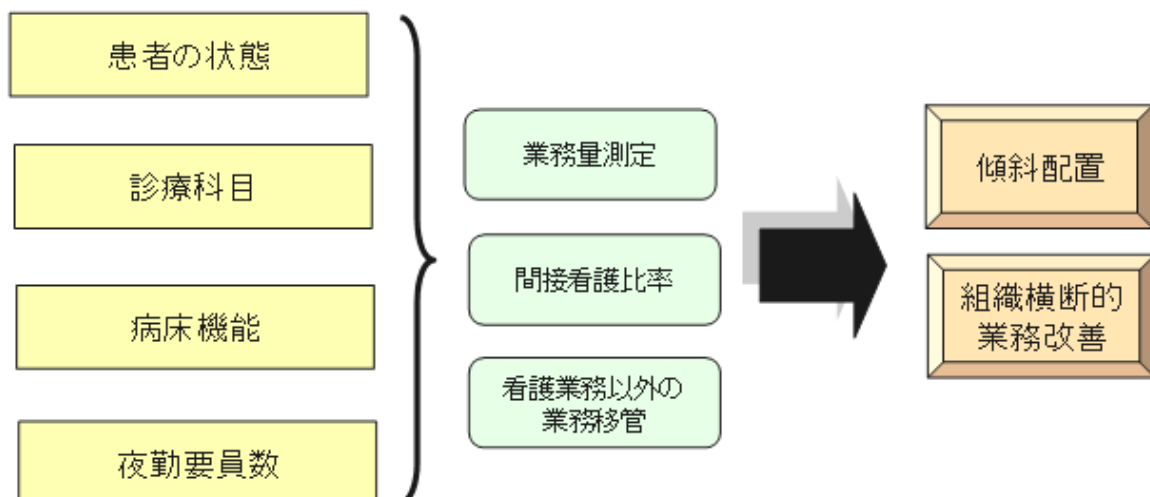 患者の状態
診療科目
病床機能
夜勤要員数
業務量測定
間接看護比率
看護業務以外の
業務移管
傾斜配置
組織横断的
業務改善